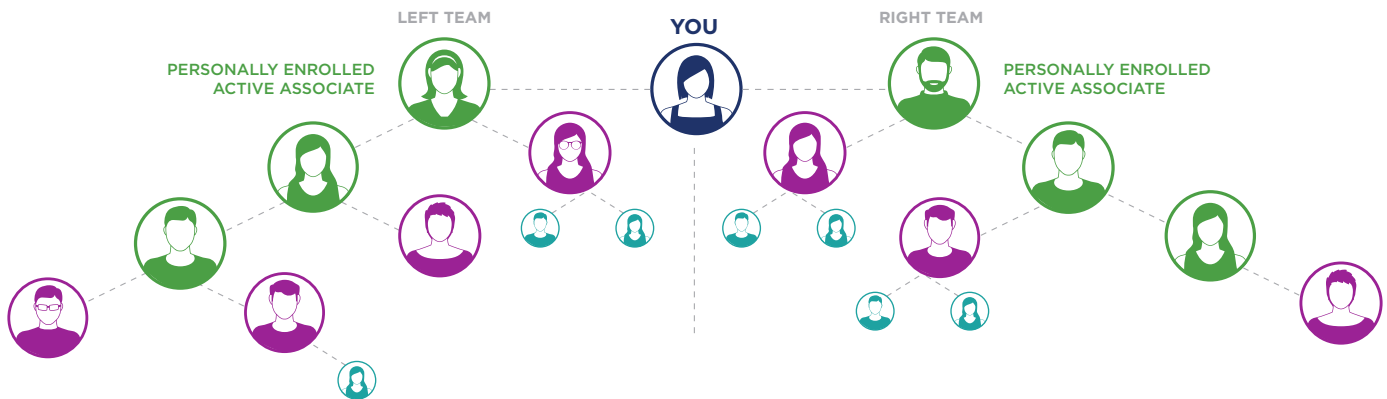 LEFT TEAM
YOU
RIGHT TEAM
PERSONALLY ENROLLED
ACTIVE ASSOCIATE
PERSONALLY ENROLLED
ACTIVE ASSOCIATE